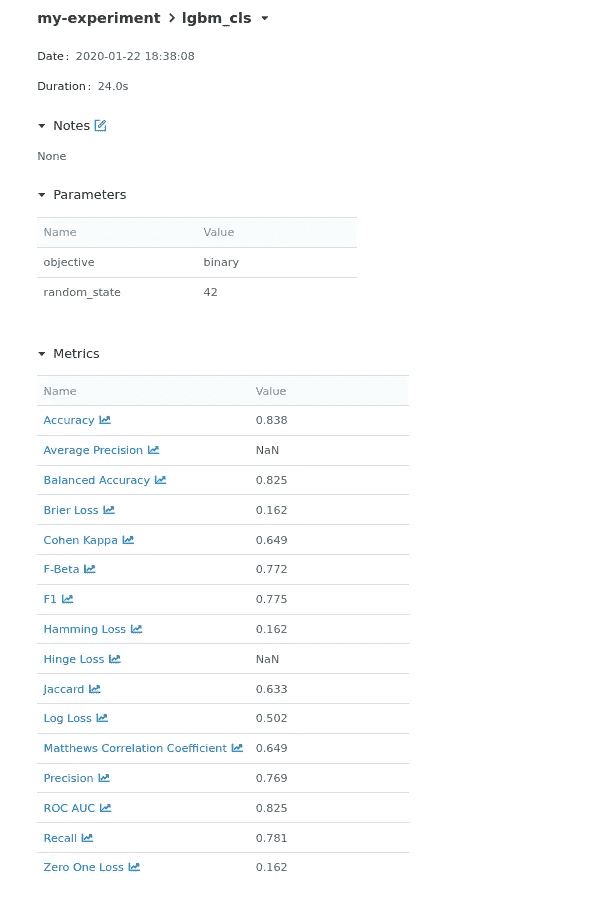 my-experiment > lgbm_cls
Date: 2020-01-22 18:38:08
Duration: 24.0s
Notes
None
Parameters
Name Value
objective binary
random_state 42
Metrics
Name Value
Accuracy 0.838
Average Precision NaN
Balanced Accuracy 0.825
Brier Loss 0.162
Cohen Kappa 0.649
F-Beta 0.772
F1 0.775
Hamming Loss 0.162
Hinge Loss NaN
Jaccard 0.633
Log Loss 0.502
Matthews Correlation Coefficient 0.649
Precision 0.769
ROC AUC 0.825
Recall 0.781
Zero One Loss 0.162